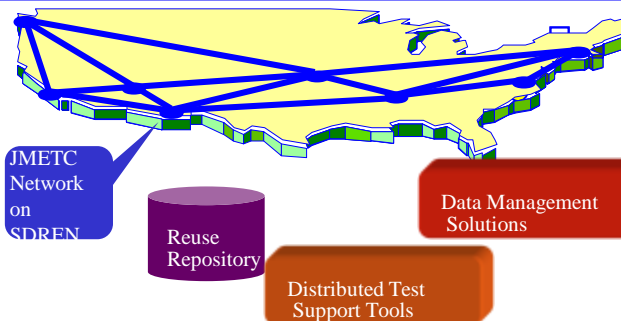 JMETC
Network
on
SDREN
Reuse
Repository
Data Management
Solutions
Distributed Test
Support Tools